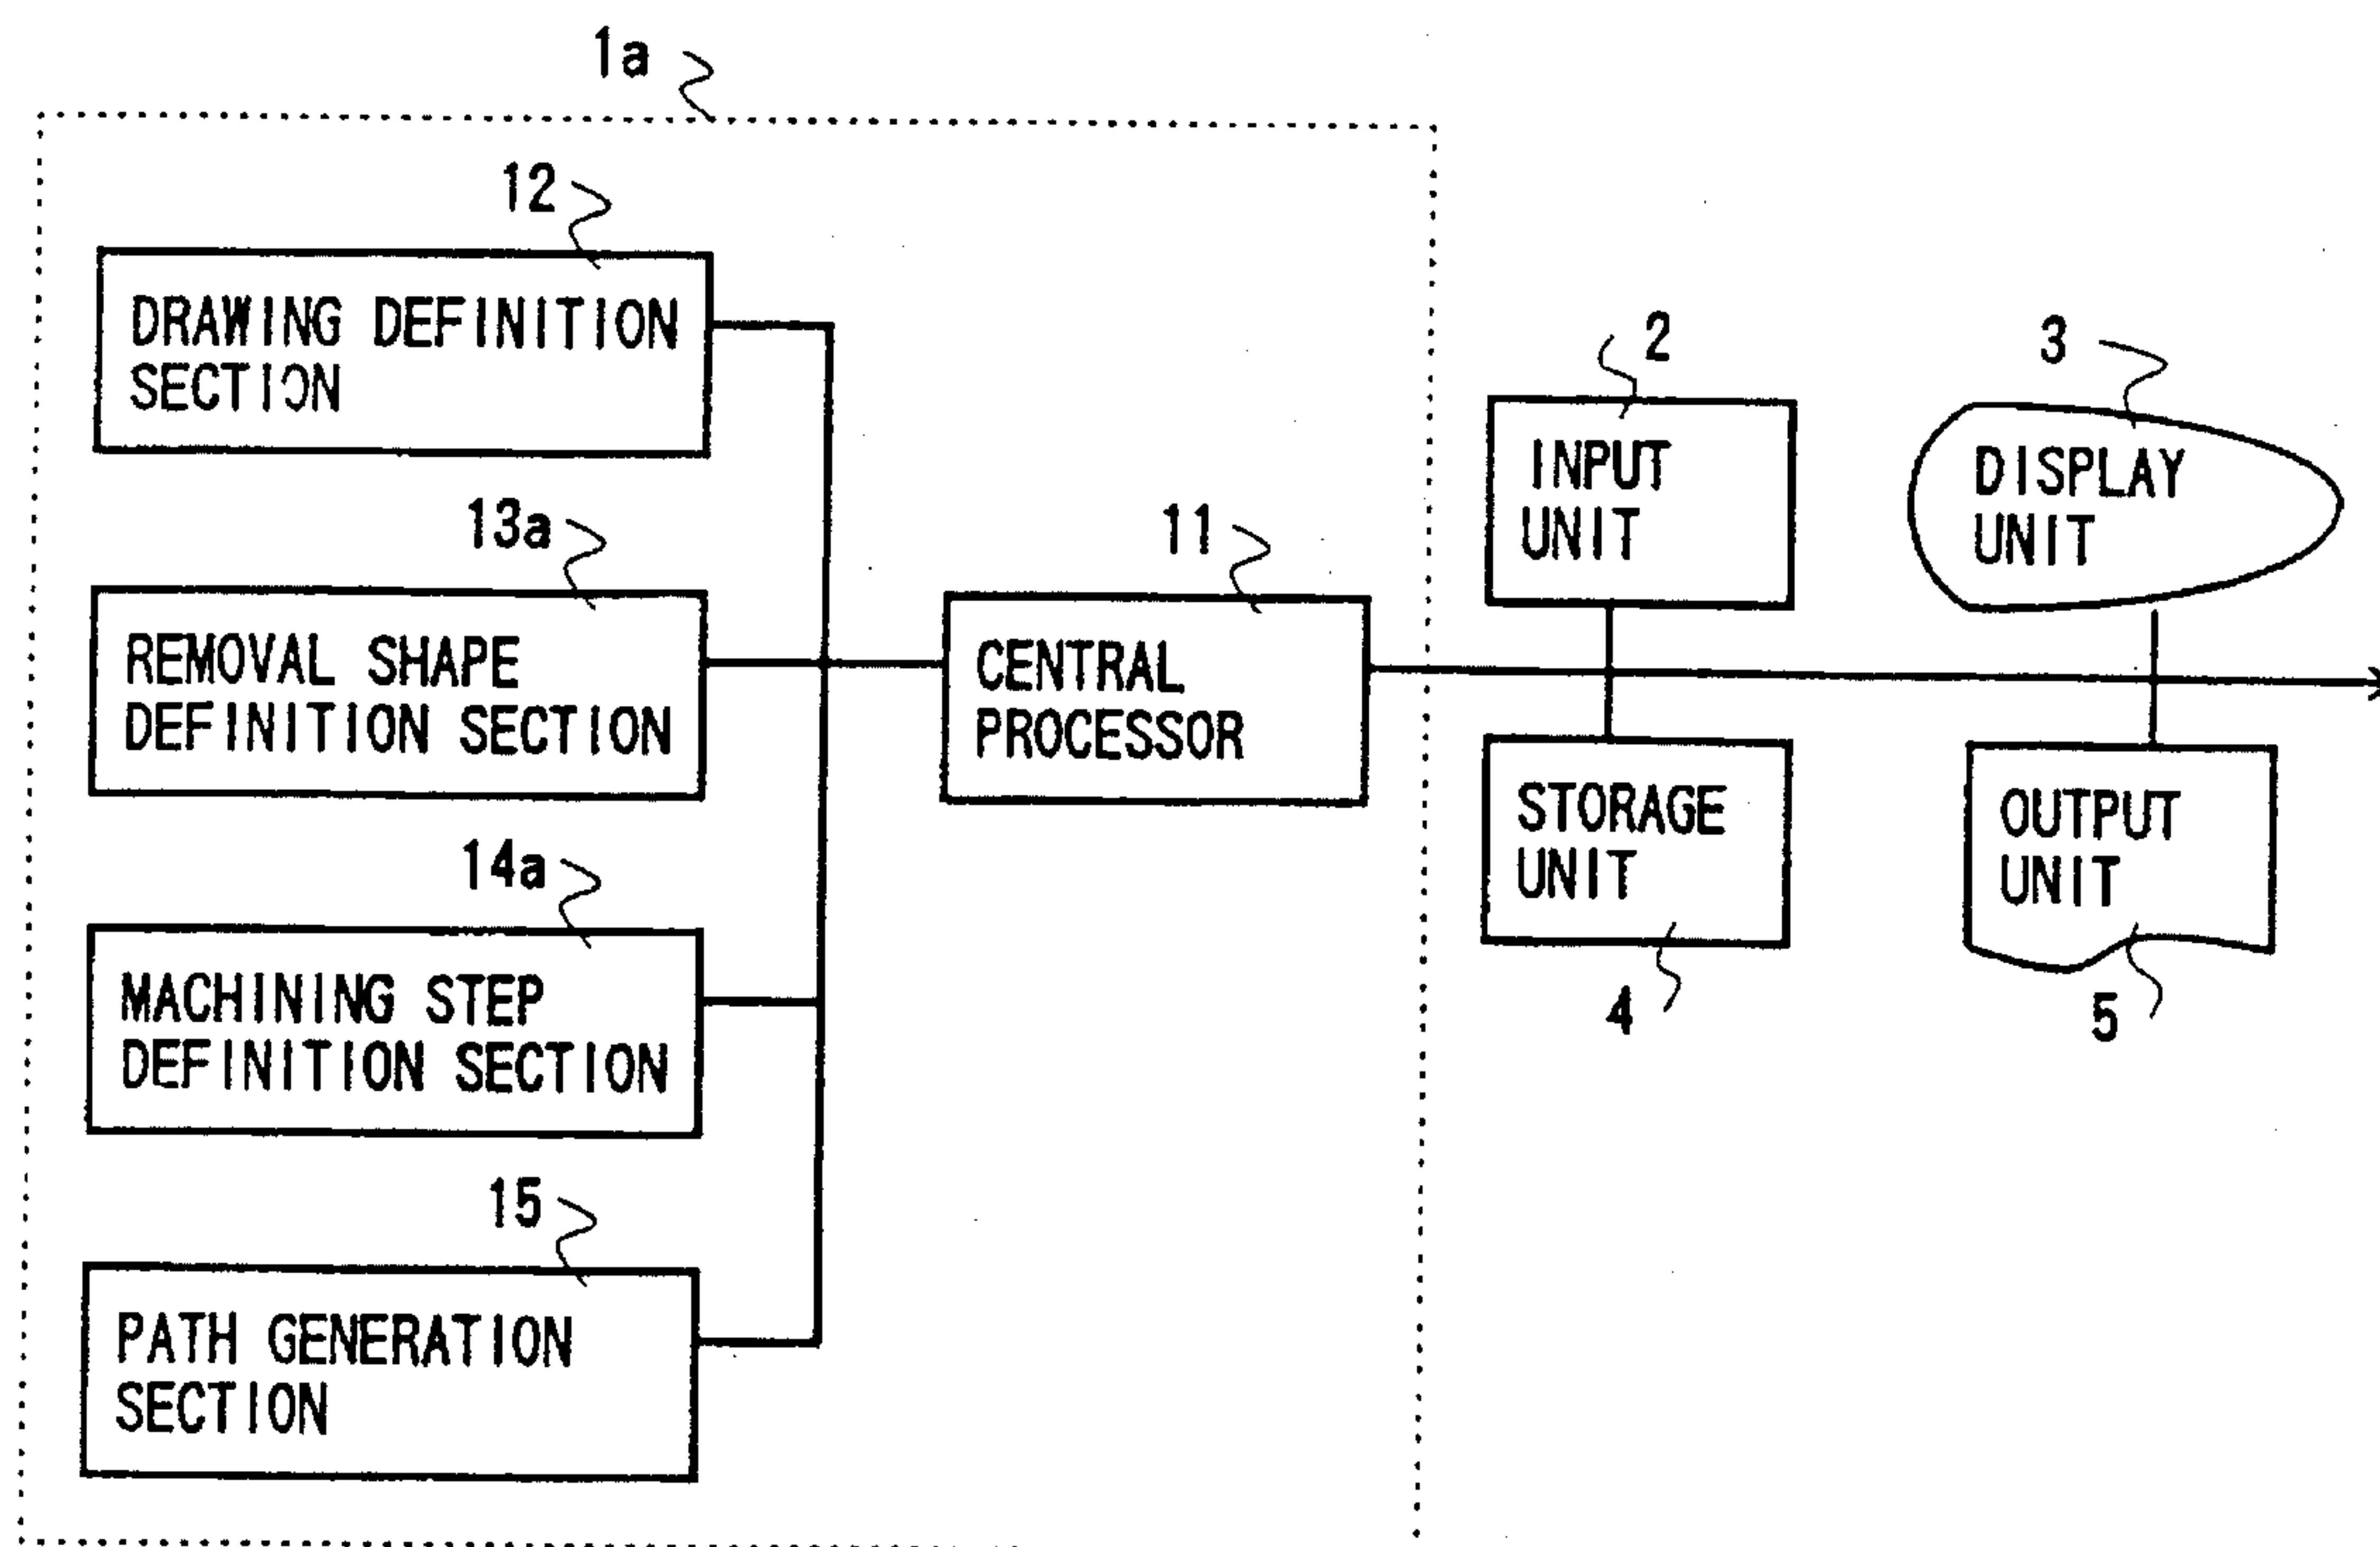 1a
12
DRAWING DEFINITION
SECTION
13a
REMOVAL SHAPE
DEFINITION SECTION
14a
MACHINING STEP
DEFINITION SECTION
15
PATH GENERATION
SECTION
11
CENTRAL
PROCESSOR
2
INPUT
UNIT
3
DISPLAY
UNIT
STORAGE
UNIT
4
OUTPUT
UNIT
5